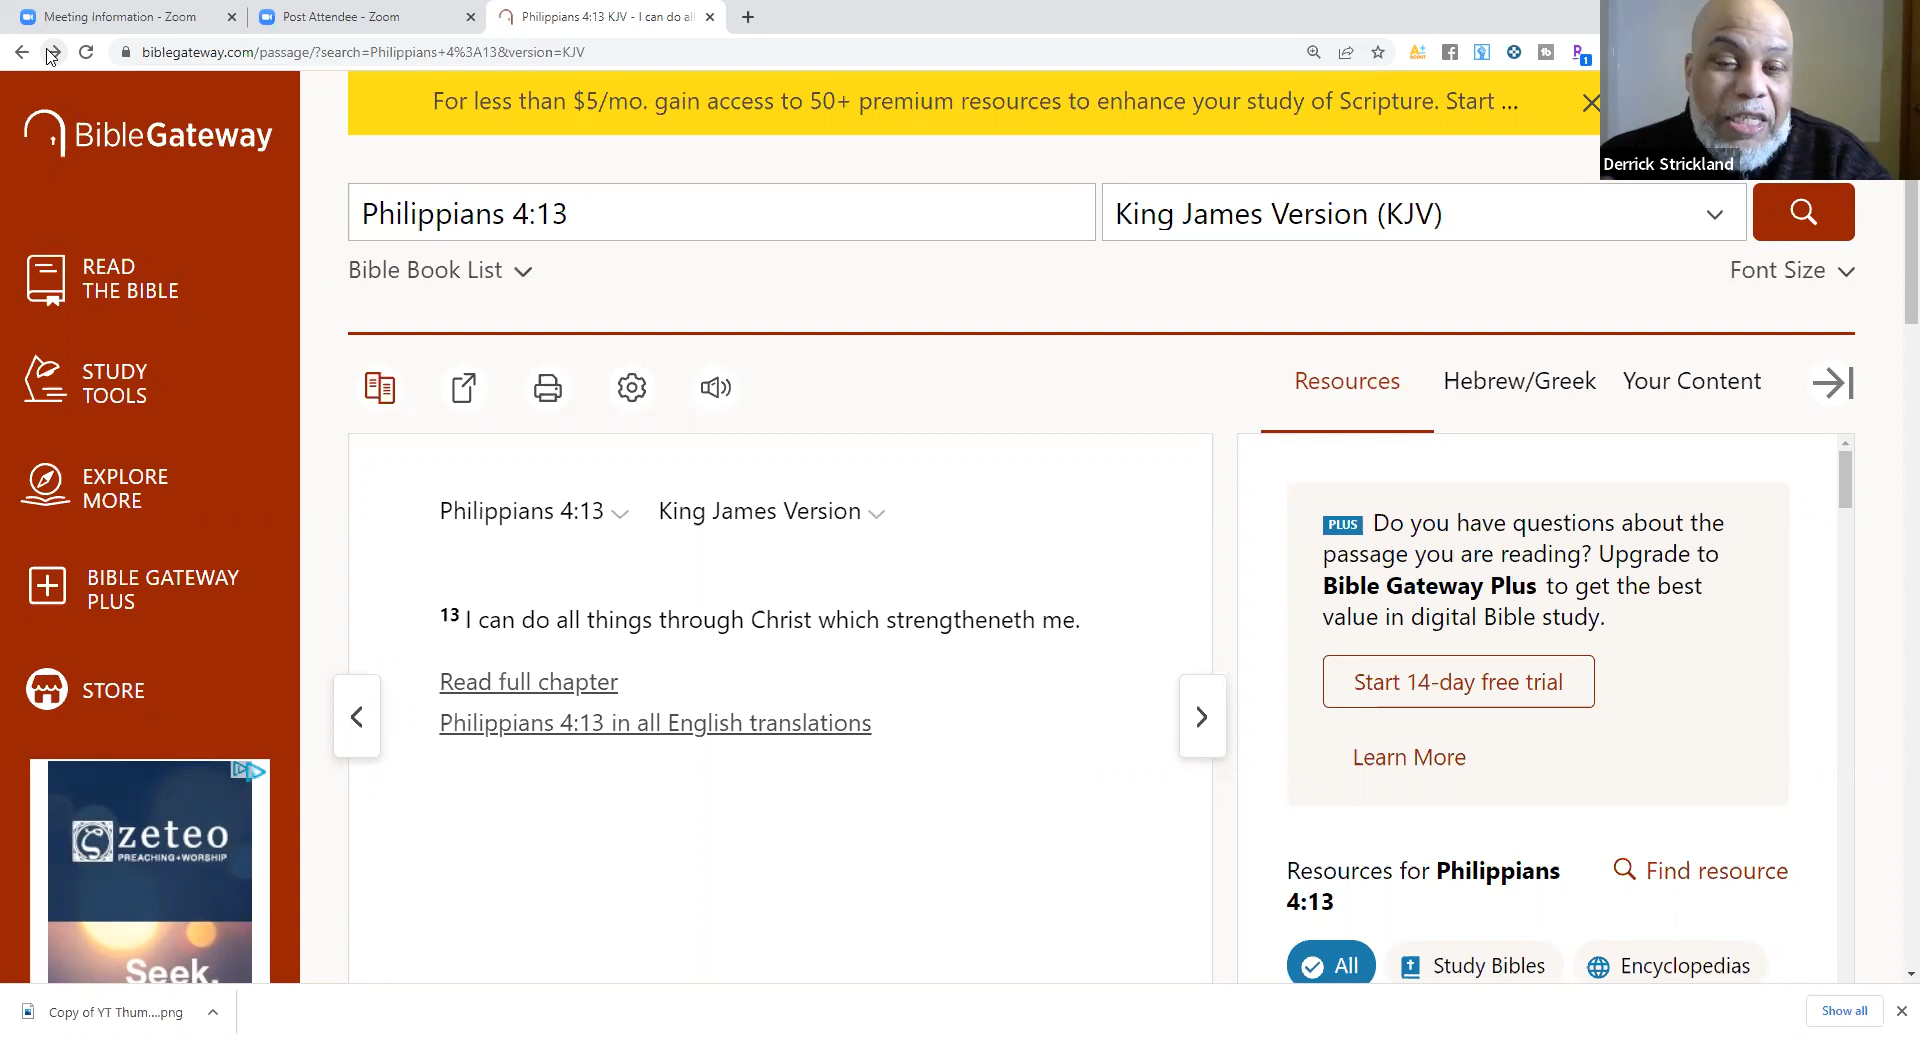 Meeting Information - Zoom
Post Attendee - Zoom
Philippians 4:13 KJV - I can do al
biblegateway.com/passage/?search=Philippians+4%3A13&version=KJV
1
For less than $5/mo. gain access to 50+ premium resources to enhance your study of Scripture. Start ...
Derrick Strickland
BibleGateway
READ
THE BIBLE
STUDY
TOOLS
EXPLORE
MORE
BIBLE GATEWAY
PLUS
STORE
zeteo
PREACHING+WORSHIP
Seek.
Philippians 4:13
King James Version (KJV)
Bible Book List
Font Size
Resources
Hebrew/Greek
Your Content
Philippians 4:13
King James Version
13 I can do all things through Christ which strengtheneth me.
Read full chapter
Philippians 4:13 in all English translations
PLUS Do you have questions about the
passage you are reading? Upgrade to
Bible Gateway Plus to get the best
value in digital Bible study.
Start 14-day free trial
Learn More
Resources for Philippians
4:13
Find resource
All
Study Bibles
Encyclopedias
Copy of YT Thum....png
Show all